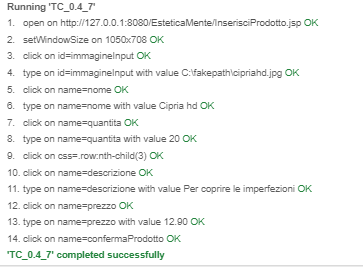 Running 'TC_0.4_7'
1. open on http://127.0.0.1:8080/EsteticaMente/InserisciProdotto.jsp OK
2. setWindowSize on 1050x708 OK
3. click on id=immagineInput OK
4. type on id=immagineInput with value C:\fakepath\cipriahd.jpg OK
5. click on name=nome OK
6. type on name=nome with value Cipria hd OK
7. click on name=quantita OK
8. type on name=quantita with value 20 OK
9. click on css=.row:nth-child(3) OK
10. click on name=descrizione OK
11. type on name=descrizione with value Per coprire le imperfezioni OK
12. click on name=prezzo OK
13. type on name=prezzo with value 12.90 OK
14. click on name=confermaProdotto OK
'TC_0.4_7' completed successfully